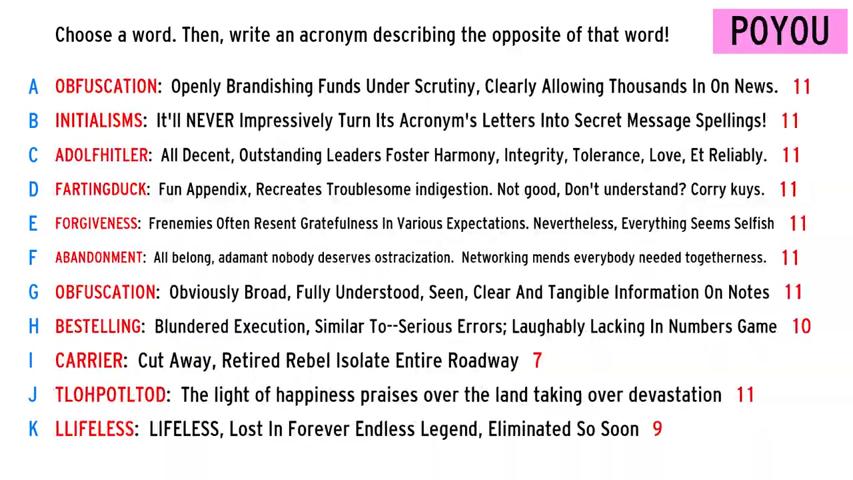 Choose a word. Then, write an acronym describing the opposite of that word!
POYOU
A OBFUSCATION: Openly Brandishing Funds Under Scrutiny, Clearly Allowing Thousands In On News. 11
B INITIALISMS: It'll NEVER Impressively Turn Its Acronym's Letters Into Secret Message Spellings! 11
C ADOLFHITLER: All Decent, Outstanding Leaders Foster Harmony, Integrity, Tolerance, Love, Et Reliably. 11
D FARTINGDUCK: Fun Appendix, Recreates Troublesome indigestion. Not good, Don't understand? Corry kuys. 11
E FORGIVENESS: Frenemies Often Resent Gratefulness In Various Expectations. Nevertheless, Everything Seems Selfish 11
F ABANDONMENT: All belong, adamant nobody deserves ostracization. Networking mends everybody needed togetherness. 11
G OBFUSCATION: Obviously Broad, Fully Understood, Seen, Clear And Tangible Information On Notes 11
H BESTELLING: Blundered Execution, Similar To--Serious Errors; Laughably Lacking In Numbers Game 10
I CARRIER: Cut Away, Retired Rebel Isolate Entire Roadway 7
J TLOHPOTLTOD: The light of happiness praises over the land taking over devastation 11
K LLIFELESS: LIFELESS, Lost In Forever Endless Legend, Eliminated So Soon 9